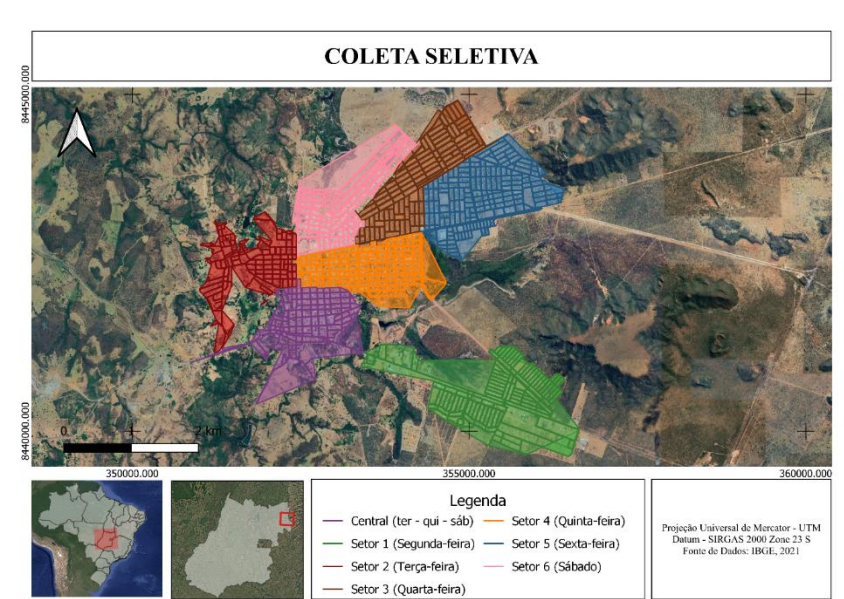 COLETA SELETIVA
8445000.000
8440000.000
0 2 km
350000.000 355000.000 360000.000
Legenda
Central (ter - qui - sáb)
Setor 1 (Segunda-feira)
Setor 2 (Terça-feira)
Setor 3 (Quarta-feira)
Setor 4 (Quinta-feira)
Setor 5 (Sexta-feira)
Setor 6 (Sábado)
Projeção Universal de Mercator - UTM
Datum - SIRGAS 2000 Zone 23 S
Fonte de Dados: IBGE, 2021